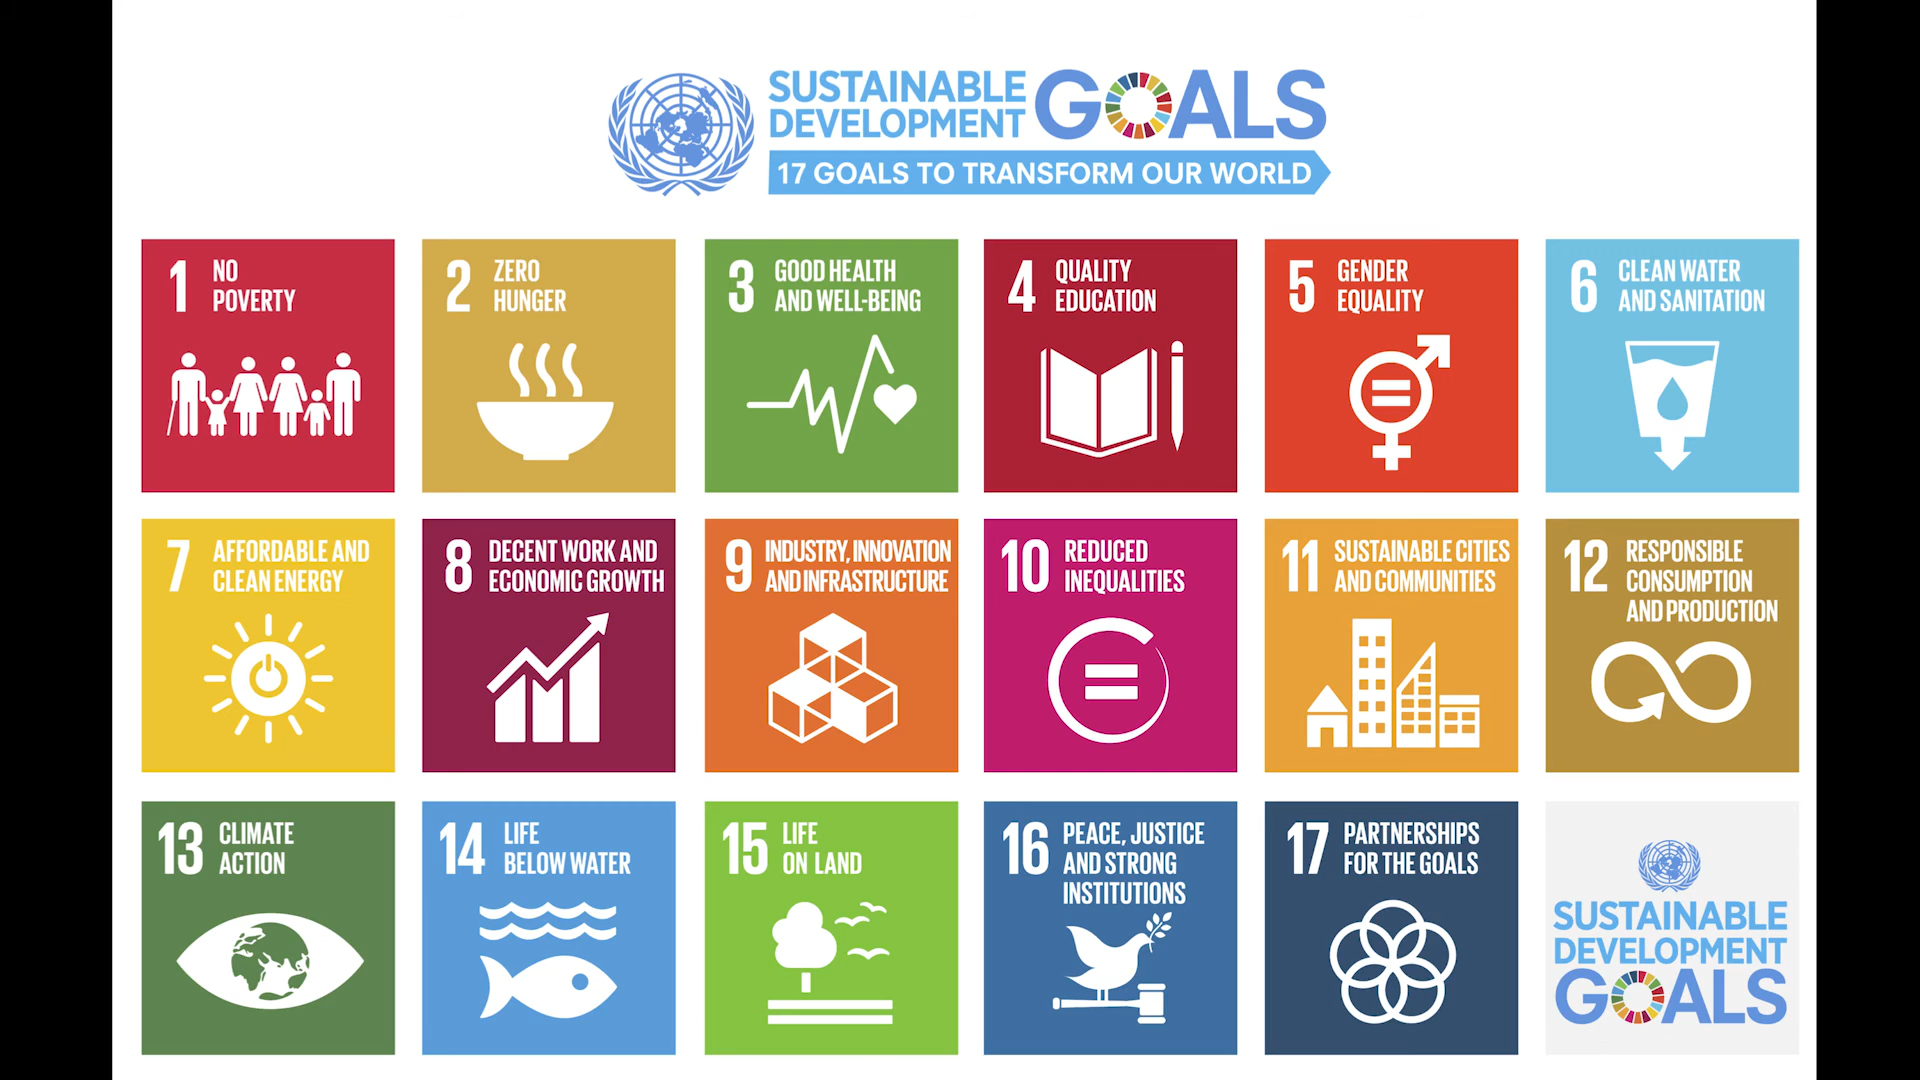 SUSTAINABLE
DEVELOPMENT
GOALS
17 GOALS TO TRANSFORM OUR WORLD
1 NO
POVERTY
2 ZERO
HUNGER
3 GOOD HEALTH
AND WELL-BEING
4 QUALITY
EDUCATION
5 GENDER
EQUALITY
6 CLEAN WATER
AND SANITATION
7 AFFORDABLE AND
CLEAN ENERGY
8 DECENT WORK AND
ECONOMIC GROWTH
9 INDUSTRY, INNOVATION
AND INFRASTRUCTURE
10 REDUCED
INEQUALITIES
11 SUSTAINABLE CITIES
AND COMMUNITIES
12 RESPONSIBLE
CONSUMPTION
AND PRODUCTION
13 CLIMATE
ACTION
14 LIFE
BELOW WATER
15 LIFE
ON LAND
16 PEACE, JUSTICE
AND STRONG
INSTITUTIONS
17 PARTNERSHIPS
FOR THE GOALS
SUSTAINABLE
DEVELOPMENT
GOALS